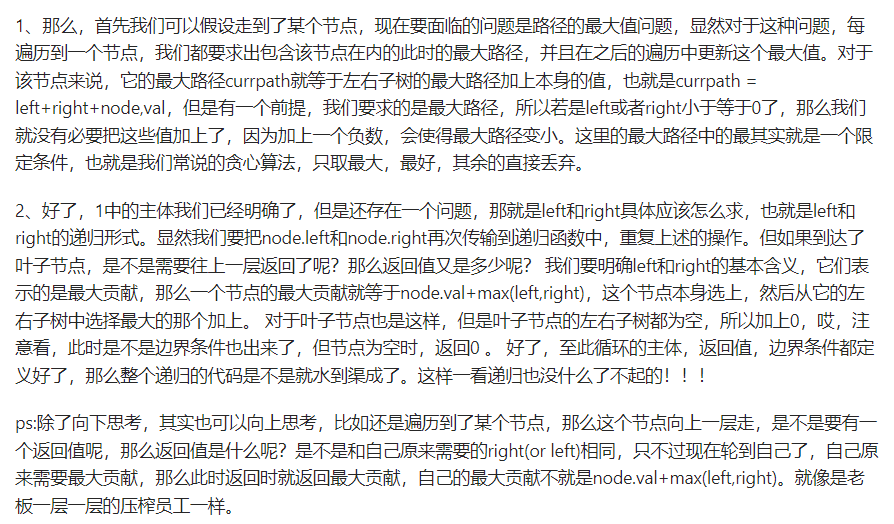 1、那么，首先我们可以假设走到了某个节点，现在要面临的问题是路径的最大值问题，显然对于这种问题，每
遍历到一个节点，我们都要求出包含该节点在内的此时的最大路径，并且在之后的遍历中更新这个最大值。对于
该节点来说，它的最大路径currpath就等于左右子树的最大路径加上本身的值，也就是currpath =
left+right+node,val，但是有一个前提，我们要求的是最大路径，所以若是left或者right小于等于0了，那么我们
就没有必要把这些值加上了，因为加上一个负数，会使得最大路径变小。这里的最大路径中的最其实就是一个限
定条件，也就是我们常说的贪心算法，只取最大，最好，其余的直接丢弃。
2、好了，1中的主体我们已经明确了，但是还存在一个问题，那就是left和right具体应该怎么求，也就是left和
right的递归形式。显然我们要把node.left和node.right再次传输到递归函数中，重复上述的操作。但如果到达了
叶子节点，是不是需要往上一层返回了呢？那么返回值又是多少呢？ 我们要明确left和right的基本含义，它们表
示的是最大贡献，那么一个节点的最大贡献就等于node.val+max(left,right)，这个节点本身选上，然后从它的左
右子树中选择最大的那个加上。 对于叶子节点也是这样，但是叶子节点的左右子树都为空，所以加上0，哎，注
意看，此时是不是边界条件也出来了，但节点为空时，返回0 。 好了，至此循环的主体，返回值，边界条件都定
义好了，那么整个递归的代码是不是就水到渠成了。这样一看递归也没什么了不起的！！！
ps:除了向下思考，其实也可以向上思考，比如还是遍历到了某个节点，那么这个节点向上一层走，是不是要有一
个返回值呢，那么返回值是什么呢？是不是和自己原来需要的right(or left)相同，只不过现在轮到自己了，自己原
来需要最大贡献，那么此时返回时就返回最大贡献，自己的最大贡献不就是node.val+max(left,right)。就像是老
板一层一层的压榨员工一样。